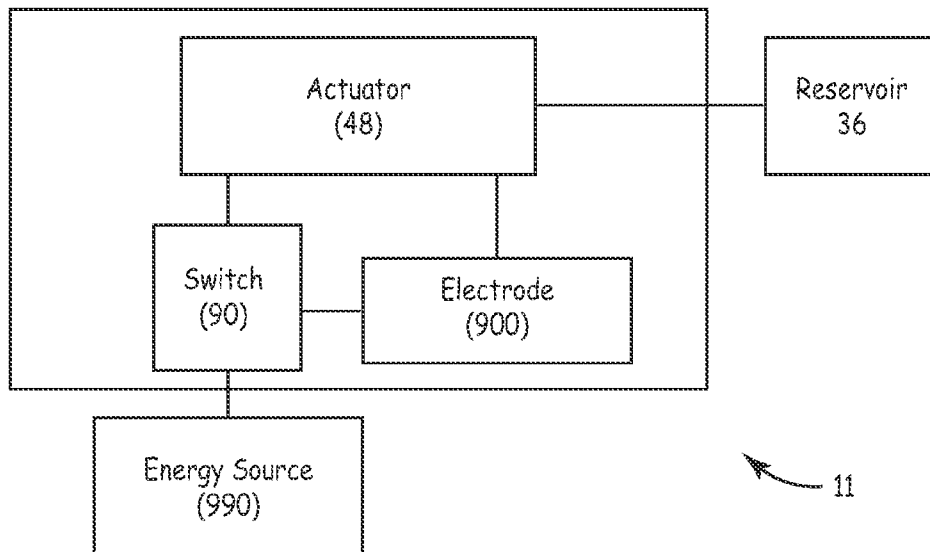 Actuator
(48)
Reservoir
36
Switch
(90)
Electrode
(900)
Energy Source
(990)
11